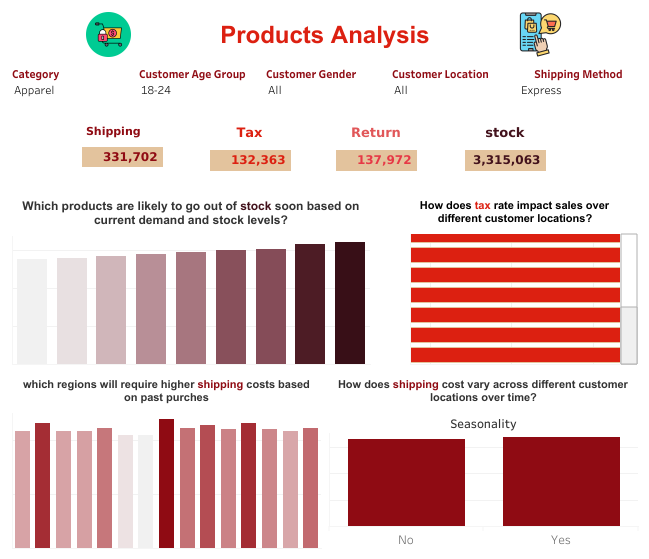 Products Analysis
Category
Customer Age Group
Customer Gender
Customer Location
Shipping Method
Apparel
18-24
All
All
Express
Shipping
Tax
Return
stock
331,702
132,363
137,972
3,315,063
Which products are likely to go out of stock soon based on
current demand and stock levels?
How does tax rate impact sales over
different customer locations?
which regions will require higher shipping costs based
on past purches
How does shipping cost vary across different customer
locations over time?
Seasonality
No
Yes